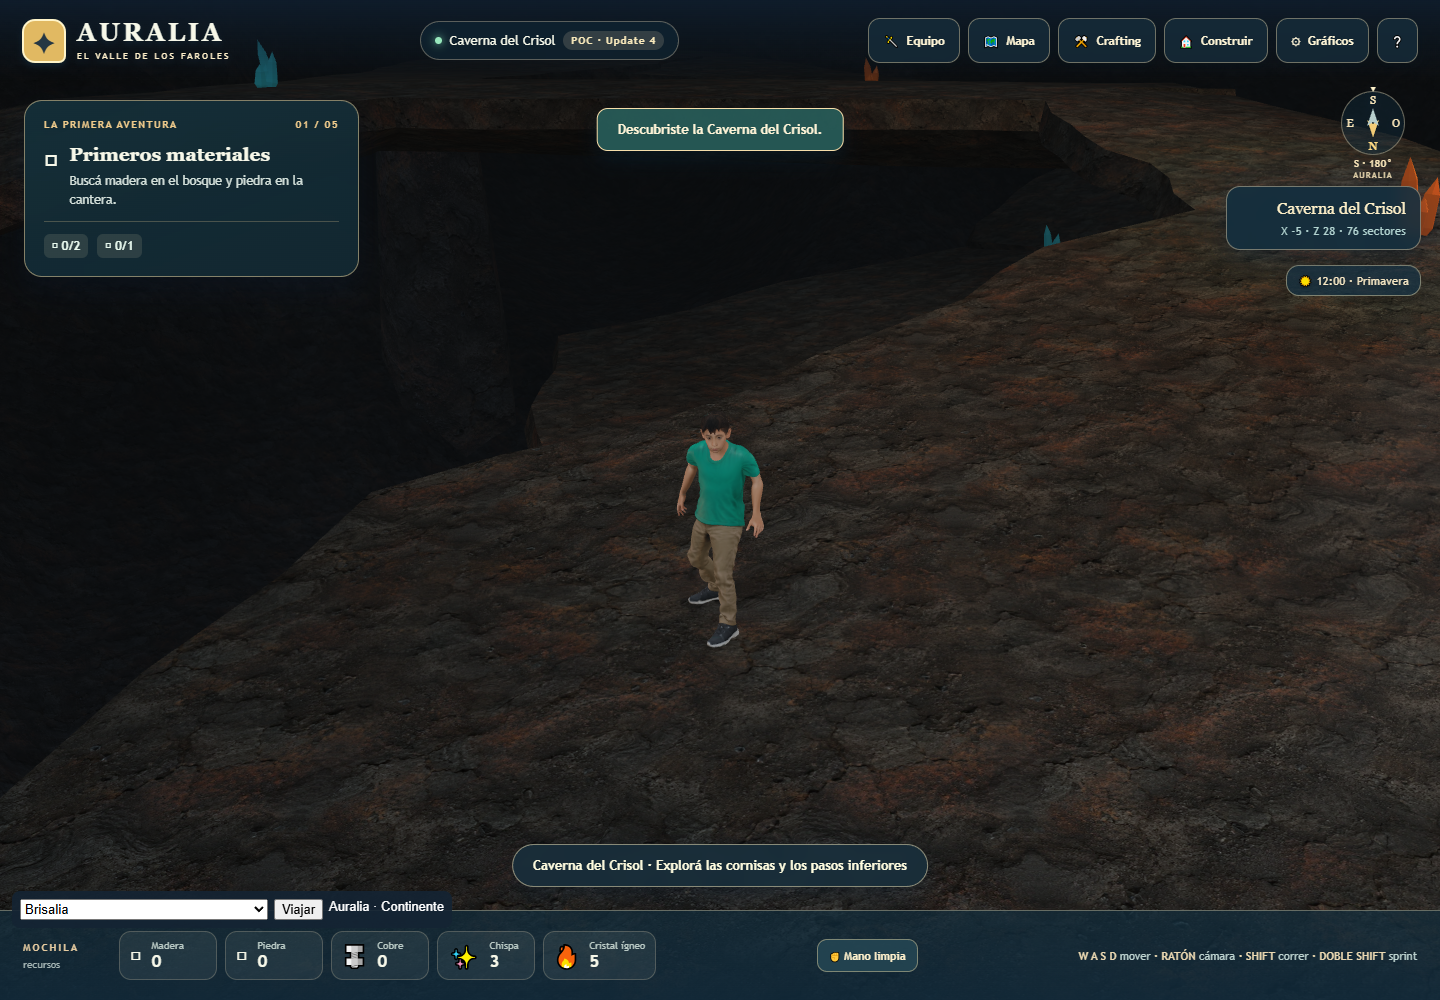 AURALIA
EL VALLE DE LOS FAROLES
Caverna del Crisol POC · Update 4
Equipo
Mapa
Crafting
Construir
Gráficos
?
LA PRIMERA AVENTURA 01 / 05
Primeros materiales
Buscá madera en el bosque y piedra en la
cantera.
0/2 0/1
Descubriste la Caverna del Crisol.
S
E O
N
S · 180°
AURALIA
Caverna del Crisol
X -5 · Z 28 · 76 sectores
12:00 · Primavera
Caverna del Crisol · Explorá las cornisas y los pasos inferiores
Brisalia Viajar Auralia · Continente
MOCHILA
recursos
Madera
0
Piedra
0
Cobre
0
Chispa
3
Cristal ígneo
5
Mano limpia
W A S D mover · RATÓN cámara · SHIFT correr · DOBLE SHIFT sprint